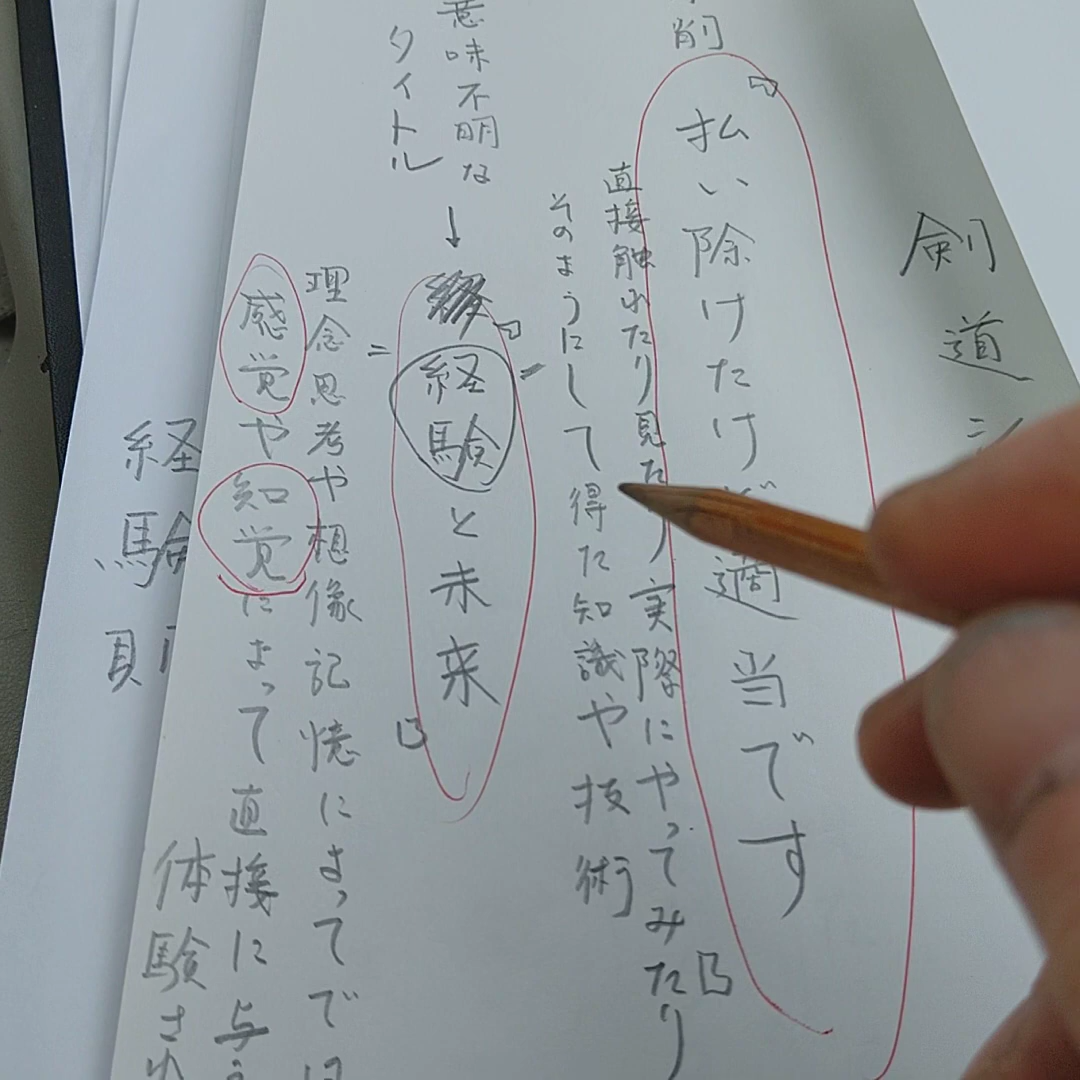 剣道
削
「払い除けたけで適当です」
直接触れたり見たり実際にやってみたり
そのようにして得た知識や技術
意味不明な
タイトル
↓
「経験と未来」
=
理念思考や想像記憶によってでは
感覚や知覚によって直接に与
体験さ
経験